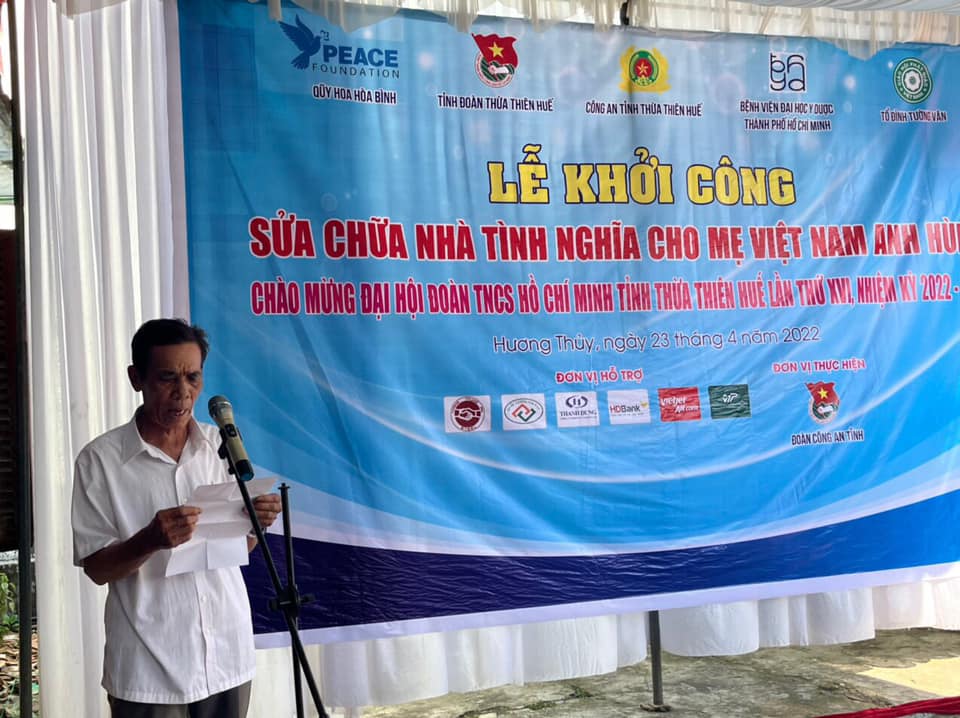 PEACE
FOUNDATION
QŨY HOA HÒA BÌNH
TỈNH ĐOÀN THỪA THIÊN HUẾ
CÔNG AN TỈNH THỪA THIÊN HUẾ
BỆNH VIỆN ĐẠI HỌC Y DƯỢC
THÀNH PHỐ HỒ CHÍ MINH
TỔ ĐÌNH TƯỜNG VÂN
LỄ KHỞI CÔNG
SỬA CHỮA NHÀ TÌNH NGHĨA CHO MẸ VIỆT NAM ANH HÙN
CHÀO MỪNG ĐẠI HỘI ĐOÀN TNCS HỒ CHÍ MINH TỈNH THỪA THIÊN HUẾ LẦN THỨ XVI, NHIỆM KỲ 2022 -
Hương Thủy, ngày 23 tháng 4 năm 2022
ĐƠN VỊ HỖ TRỢ
ĐƠN VỊ THỰC HIỆN
THANH DUNG
HDBank
Vietjet
Air.com
ĐOÀN CÔNG AN TỈNH